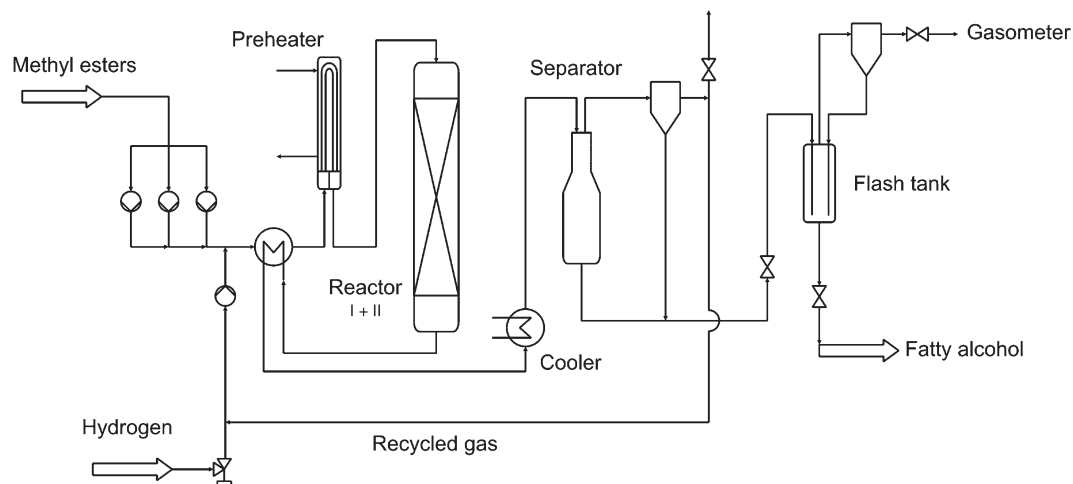 Preheater
Methyl esters
Separator
Gasometer
Flash tank
Reactor
I + II
Cooler
Fatty alcohol
Hydrogen
Recycled gas